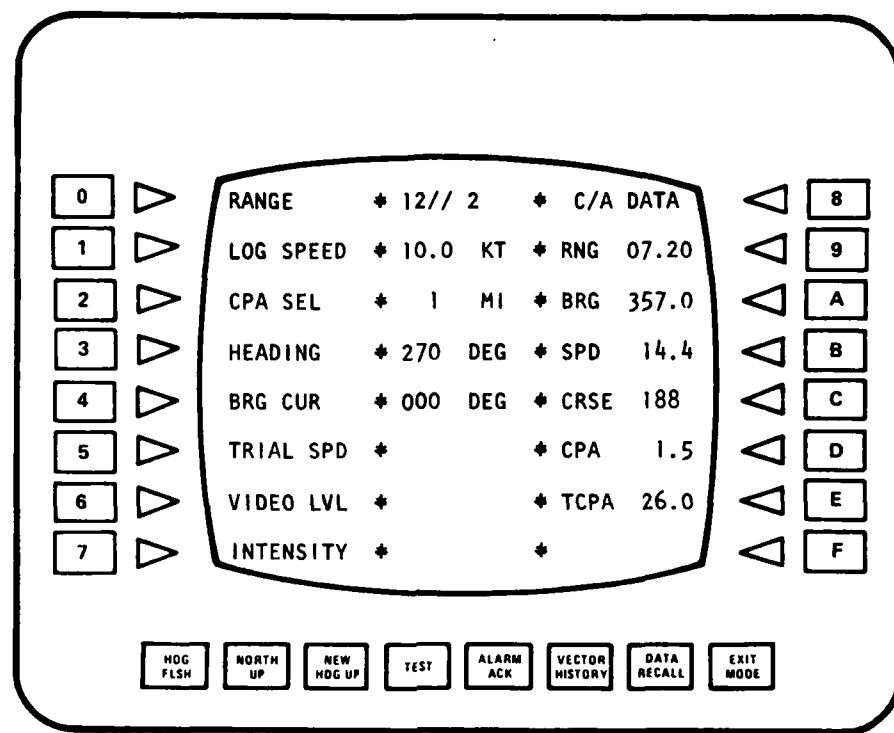 0 RANGE * 12// 2 * C/A DATA 8
1 LOG SPEED * 10.0 KT * RNG 07.20 9
2 CPA SEL * 1 MI * BRG 357.0 A
3 HEADING * 270 DEG * SPD 14.4 B
4 BRG CUR * 000 DEG * CRSE 188 C
5 TRIAL SPD * * CPA 1.5 D
6 VIDEO LVL * * TCPA 26.0 E
7 INTENSITY * * F
HDG FLSH NORTH UP NEW HDG UP TEST ALARM ACK VECTOR HISTORY DATA RECALL EXIT MODE